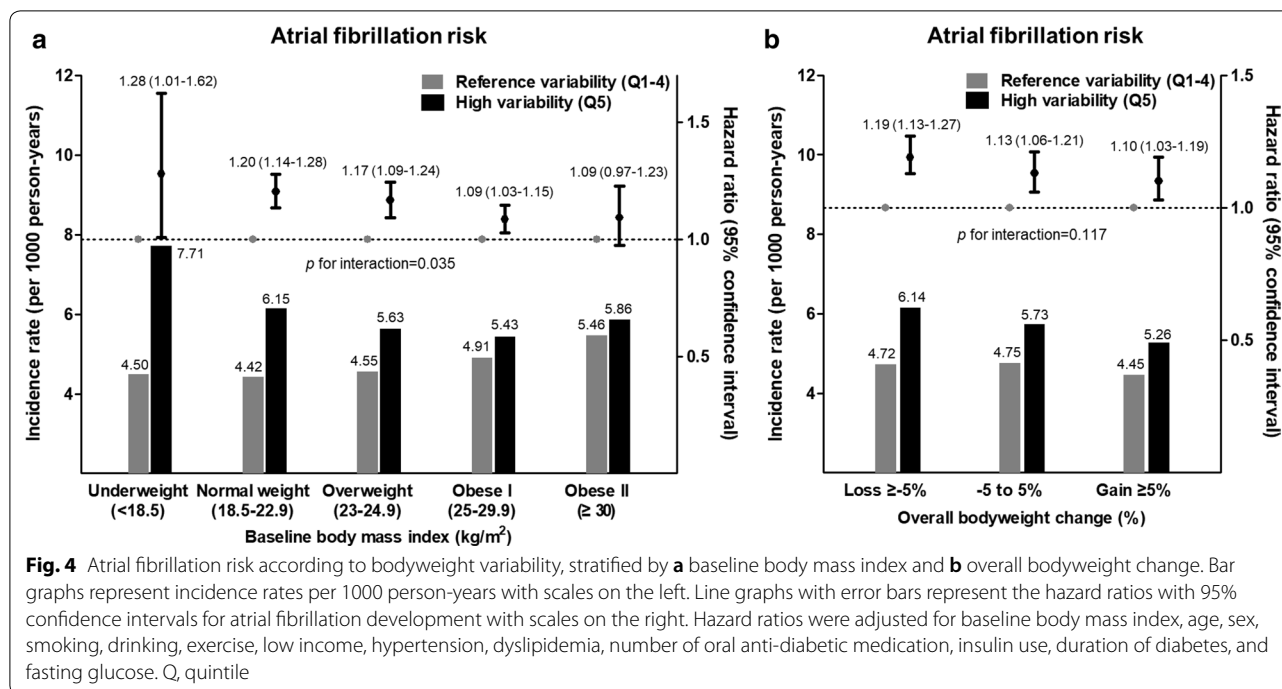 a
Atrial fibrillation risk
Incidence rate (per 1000 person-years)
12
10
8
6
4
Reference variability (Q1-4)
High variability (Q5)
1.28 (1.01-1.62)
1.20 (1.14-1.28)
1.17 (1.09-1.24)
1.09 (1.03-1.15)
1.09 (0.97-1.23)
p for interaction=0.035
4.50
7.71
4.42
6.15
4.55
5.63
4.91
5.43
5.46
5.86
1.5
1.0
0.5
Hazard ratio (95% confidence interval)
Underweight
(<18.5)
Normal weight
(18.5-22.9)
Overweight
(23-24.9)
Obese I
(25-29.9)
Obese II
(≥ 30)
Baseline body mass index (kg/m²)
b
Atrial fibrillation risk
Incidence rate (per 1000 person-years)
12
10
8
6
4
Reference variability (Q1-4)
High variability (Q5)
1.19 (1.13-1.27)
1.13 (1.06-1.21)
1.10 (1.03-1.19)
p for interaction=0.117
4.72
6.14
4.75
5.73
4.45
5.26
1.5
1.0
0.5
Hazard ratio (95% confidence interval)
Loss ≥-5%
-5 to 5%
Gain ≥5%
Overall bodyweight change (%)
Fig. 4 Atrial fibrillation risk according to bodyweight variability, stratified by a baseline body mass index and b overall bodyweight change. Bar
graphs represent incidence rates per 1000 person-years with scales on the left. Line graphs with error bars represent the hazard ratios with 95%
confidence intervals for atrial fibrillation development with scales on the right. Hazard ratios were adjusted for baseline body mass index, age, sex,
smoking, drinking, exercise, low income, hypertension, dyslipidemia, number of oral anti-diabetic medication, insulin use, duration of diabetes, and
fasting glucose. Q, quintile